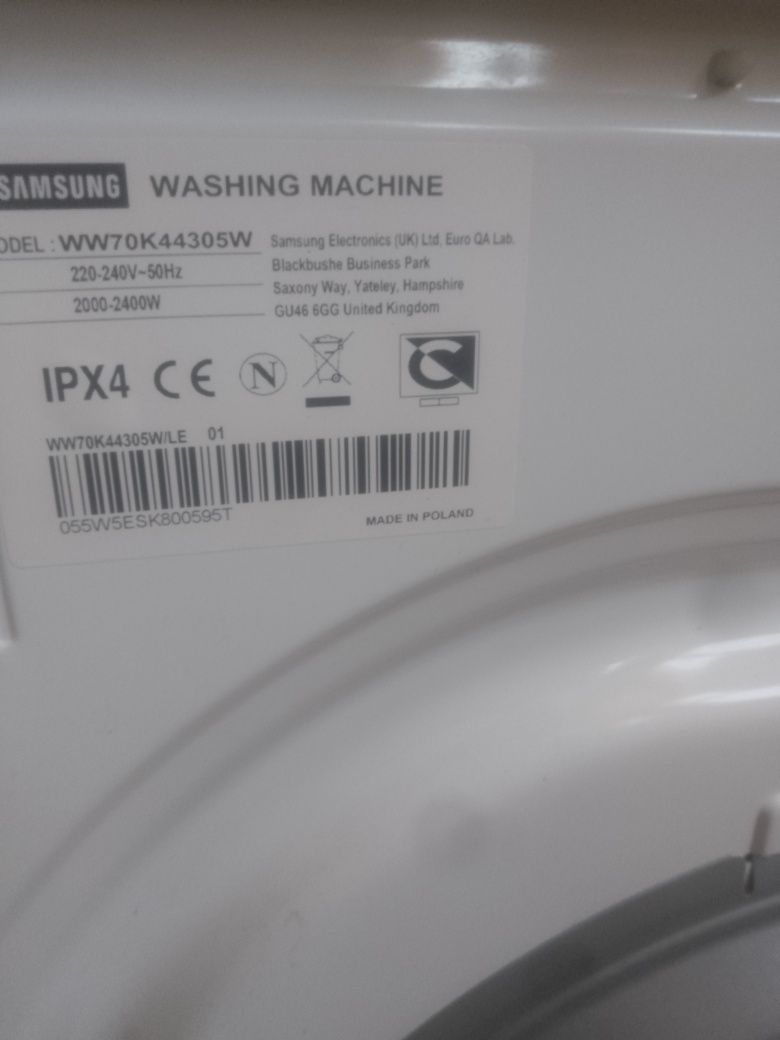 SAMSUNG WASHING MACHINE
ODEL : WW70K44305W
220-240V~50Hz
2000-2400W
Samsung Electronics (UK) Ltd, Euro QA Lab.
Blackbushe Business Park
Saxony Way, Yateley, Hampshire
GU46 6GG United Kingdom
IPX4 CE N
WW70K44305W/LE 01
055W5ESK800595T
MADE IN POLAND